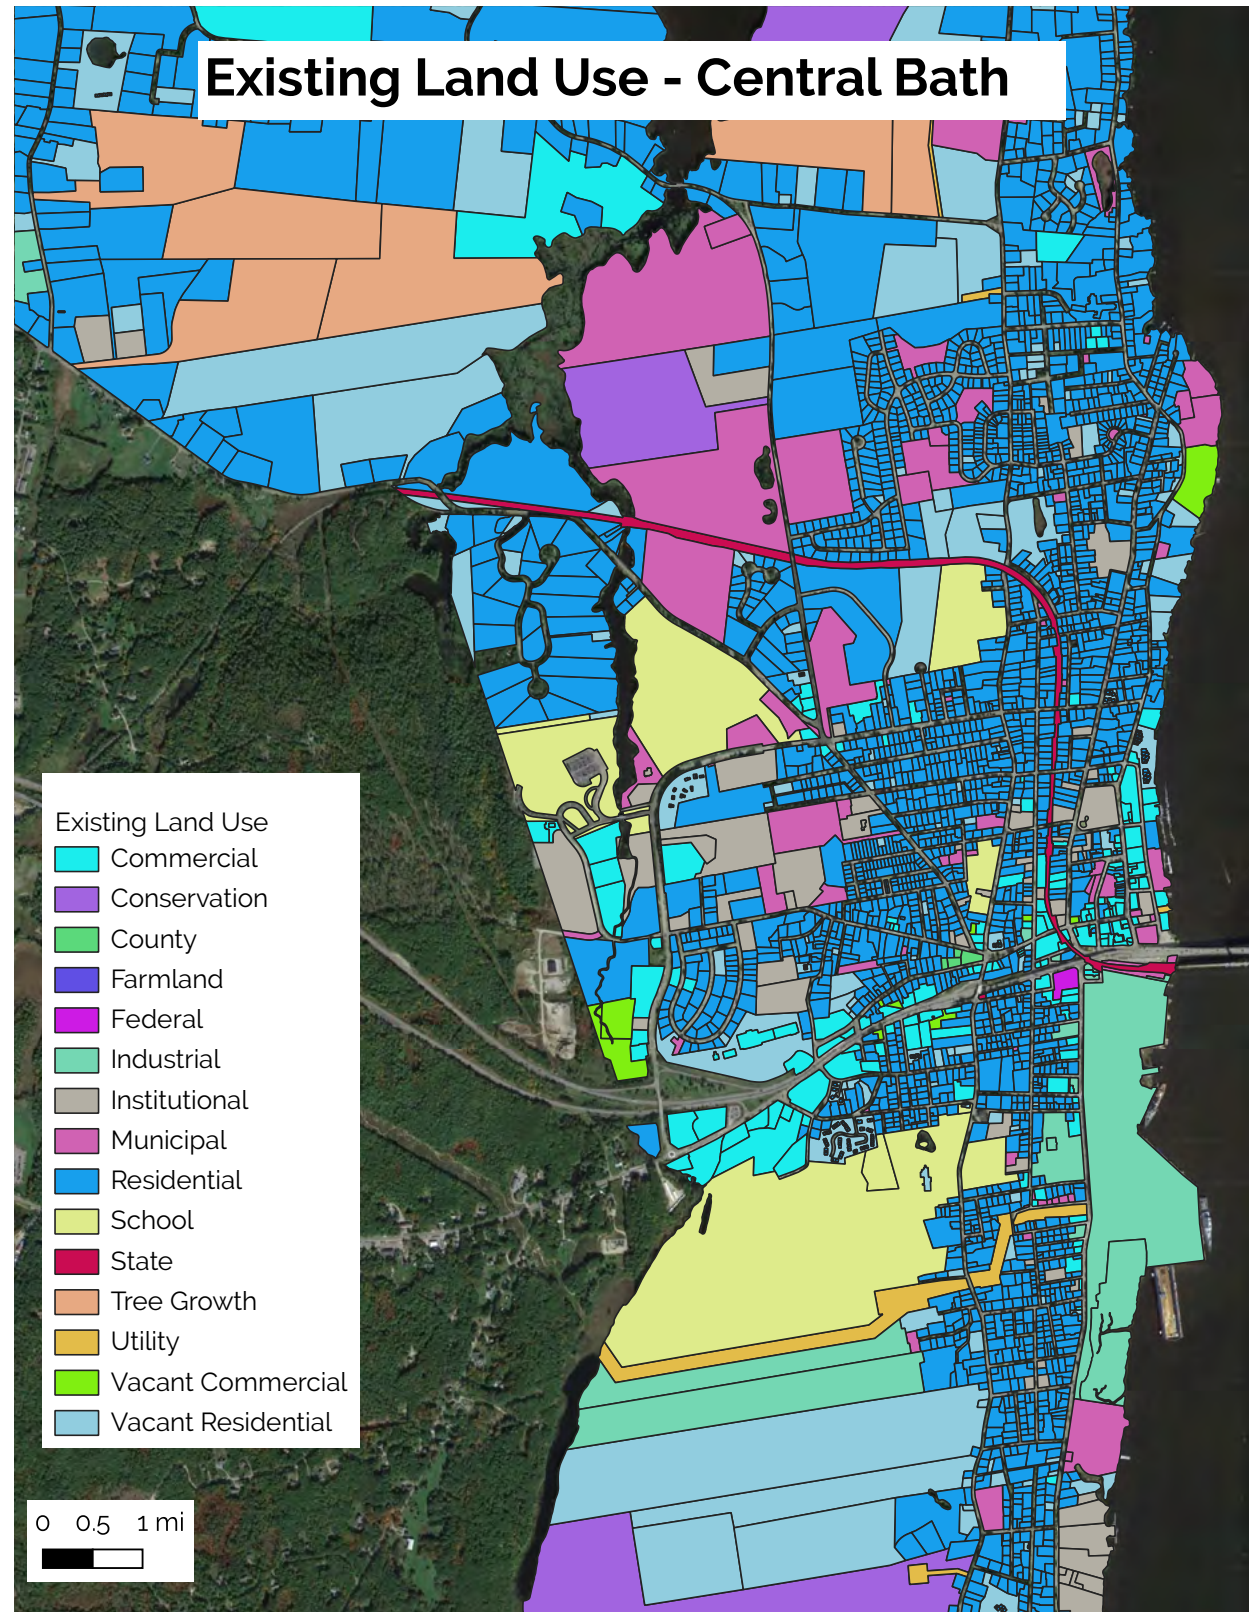 Existing Land Use - Central Bath
Existing Land Use
Commercial
Conservation
County
Farmland
Federal
Industrial
Institutional
Municipal
Residential
School
State
Tree Growth
Utility
Vacant Commercial
Vacant Residential
0 0.5 1 mi